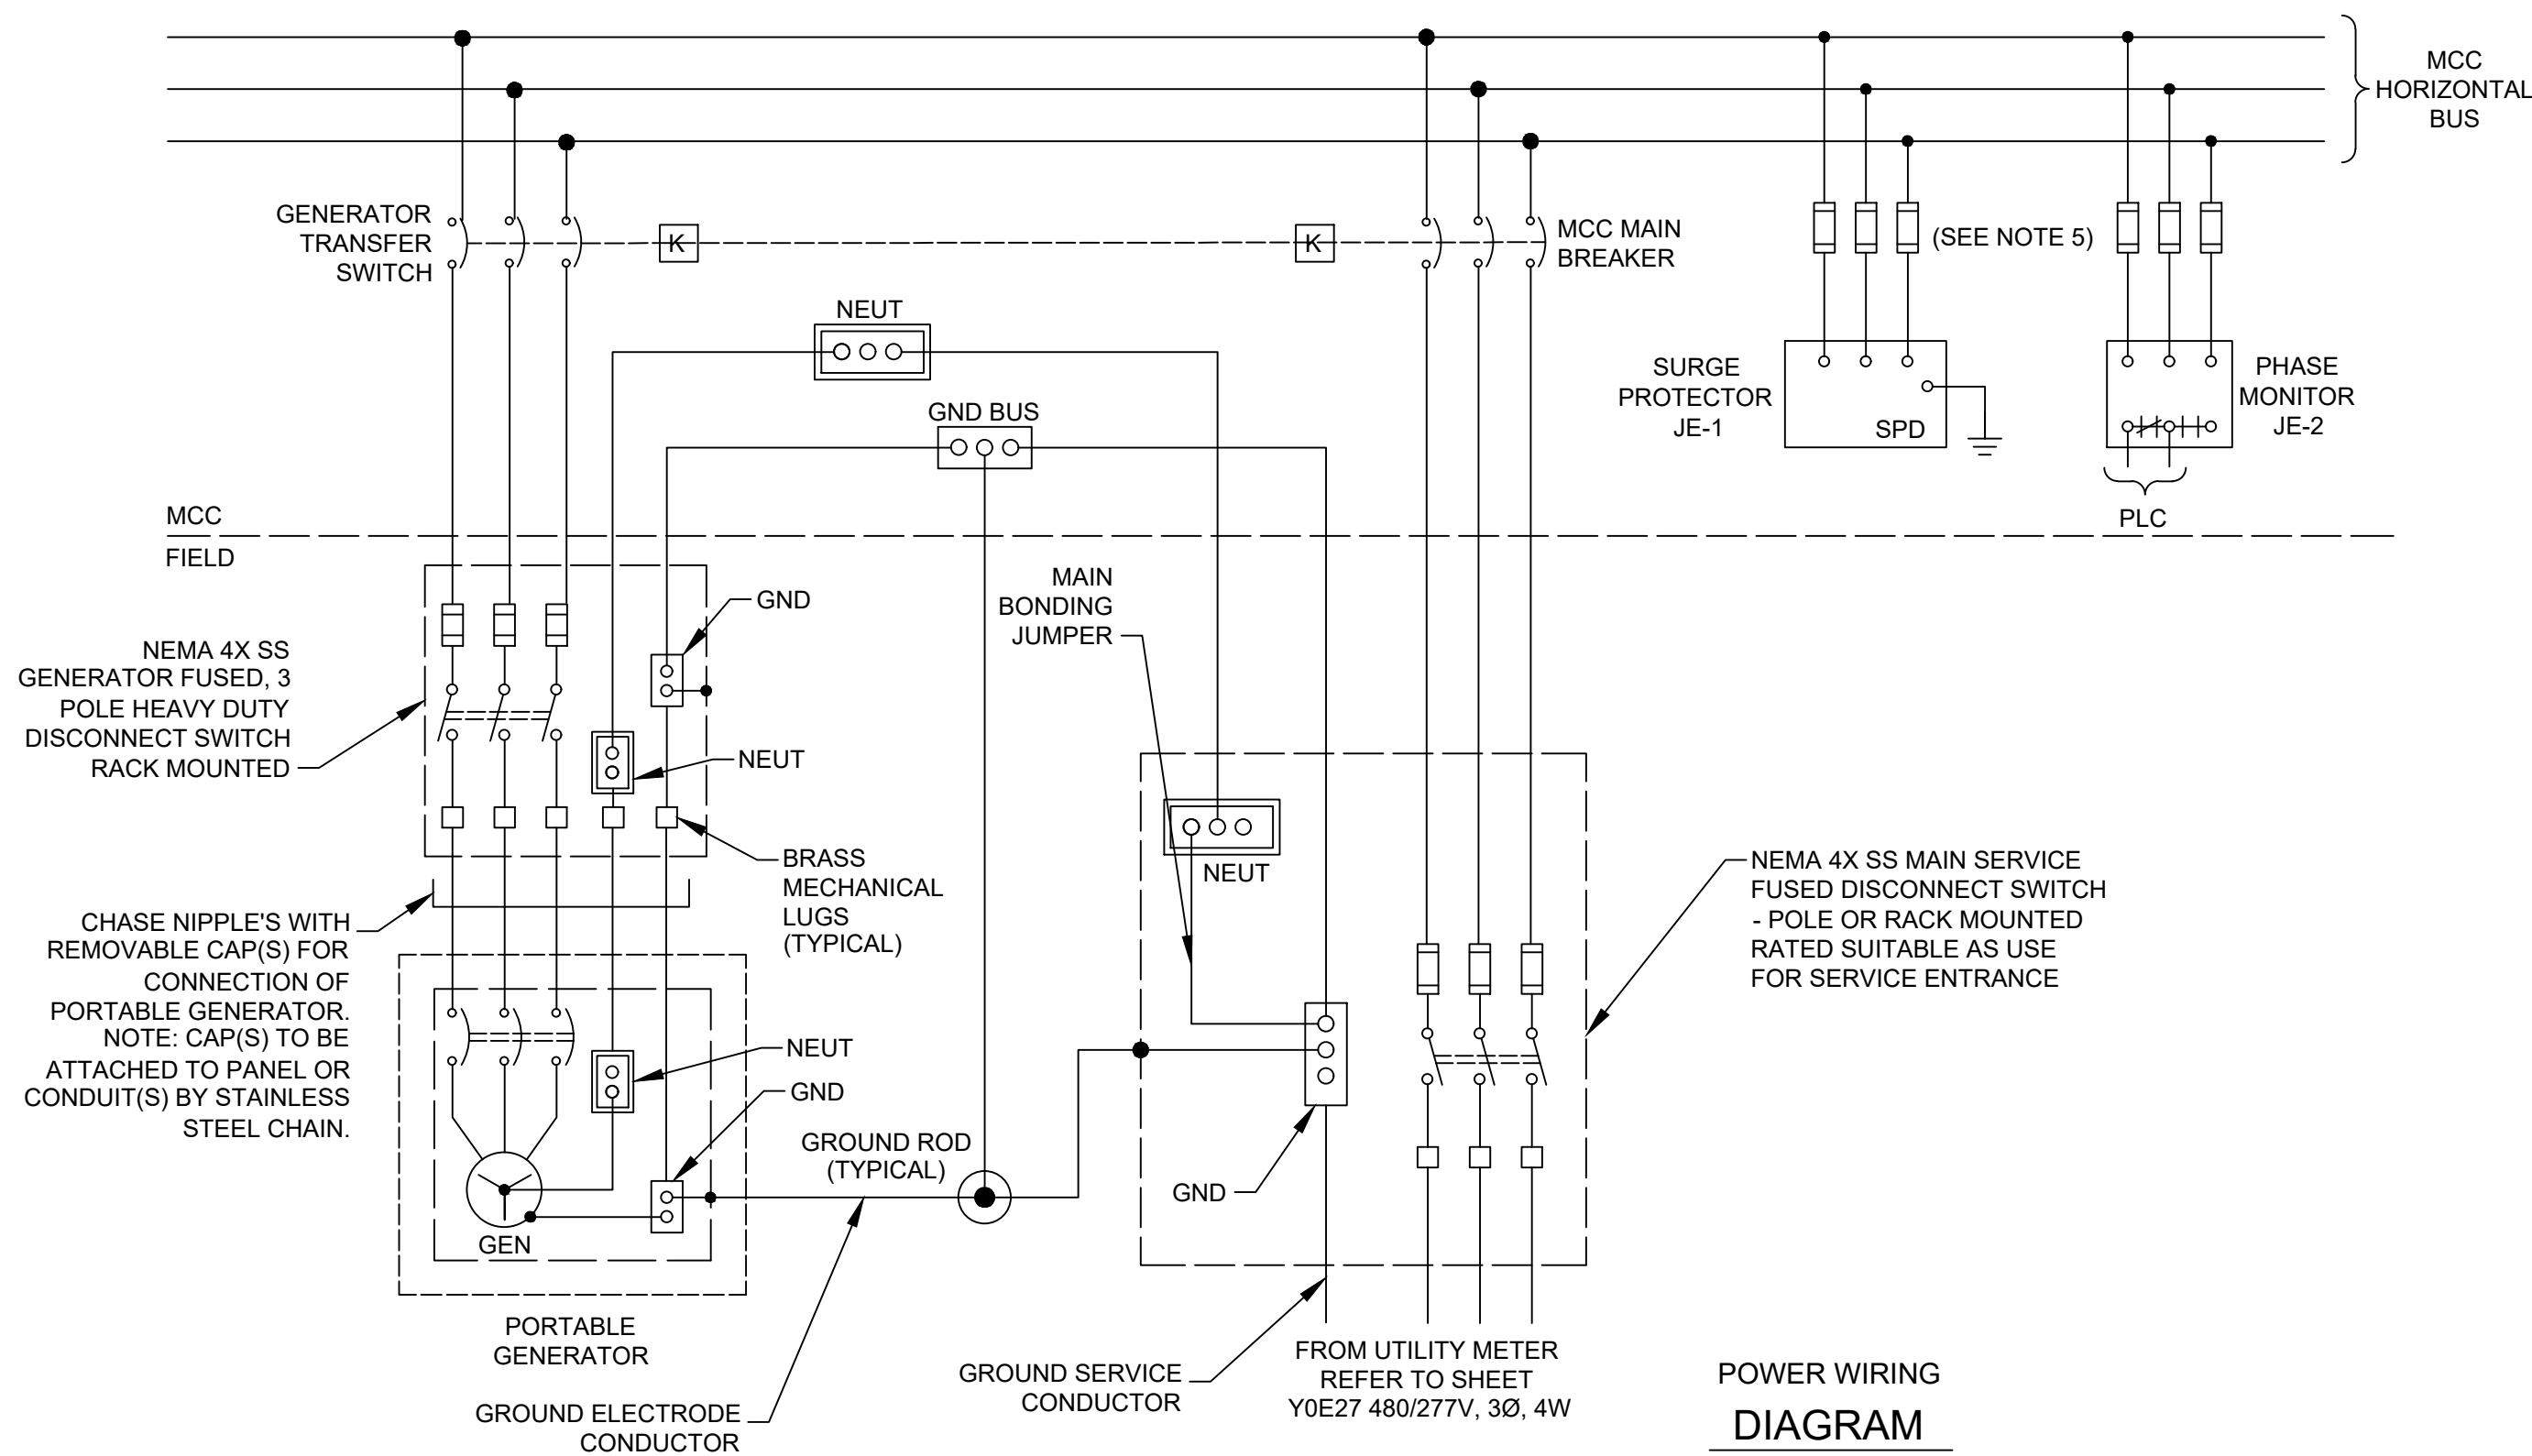 MCC
HORIZONTAL
BUS
GENERATOR
TRANSFER
SWITCH
K
K
MCC MAIN
BREAKER
(SEE NOTE 5)
NEUT
GND BUS
SURGE
PROTECTOR
JE-1
SPD
PHASE
MONITOR
JE-2
PLC
MCC
FIELD
GND
MAIN
BONDING
JUMPER
NEMA 4X SS
GENERATOR FUSED, 3
POLE HEAVY DUTY
DISCONNECT SWITCH
RACK MOUNTED
NEUT
BRASS
MECHANICAL
LUGS
(TYPICAL)
NEUT
NEMA 4X SS MAIN SERVICE
FUSED DISCONNECT SWITCH
- POLE OR RACK MOUNTED
RATED SUITABLE AS USE
FOR SERVICE ENTRANCE
CHASE NIPPLE'S WITH
REMOVABLE CAP(S) FOR
CONNECTION OF
PORTABLE GENERATOR.
NOTE: CAP(S) TO BE
ATTACHED TO PANEL OR
CONDUIT(S) BY STAINLESS
STEEL CHAIN.
NEUT
GND
GROUND ROD
(TYPICAL)
GND
GEN
PORTABLE
GENERATOR
GROUND ELECTRODE
CONDUCTOR
GROUND SERVICE
CONDUCTOR
FROM UTILITY METER
REFER TO SHEET
Y0E27 480/277V, 3Ø, 4W
POWER WIRING
DIAGRAM